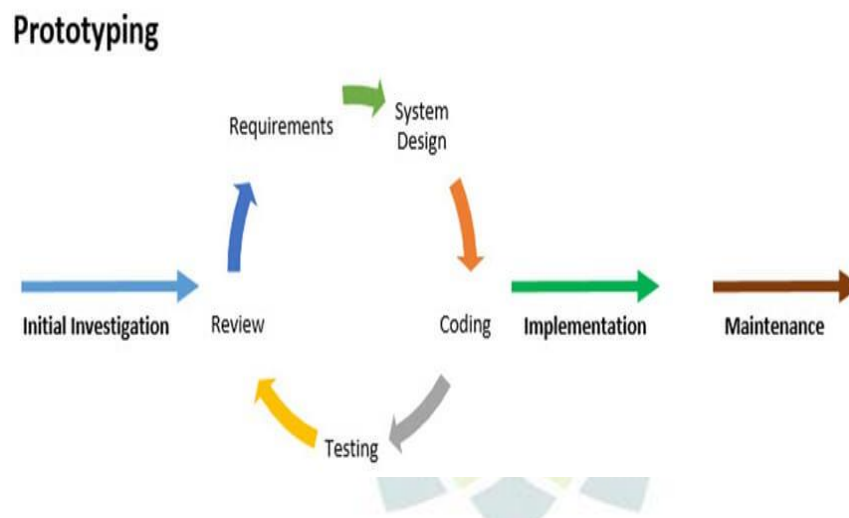 Prototyping
Requirements
System
Design
Initial Investigation
Review
Coding
Implementation
Maintenance
Testing